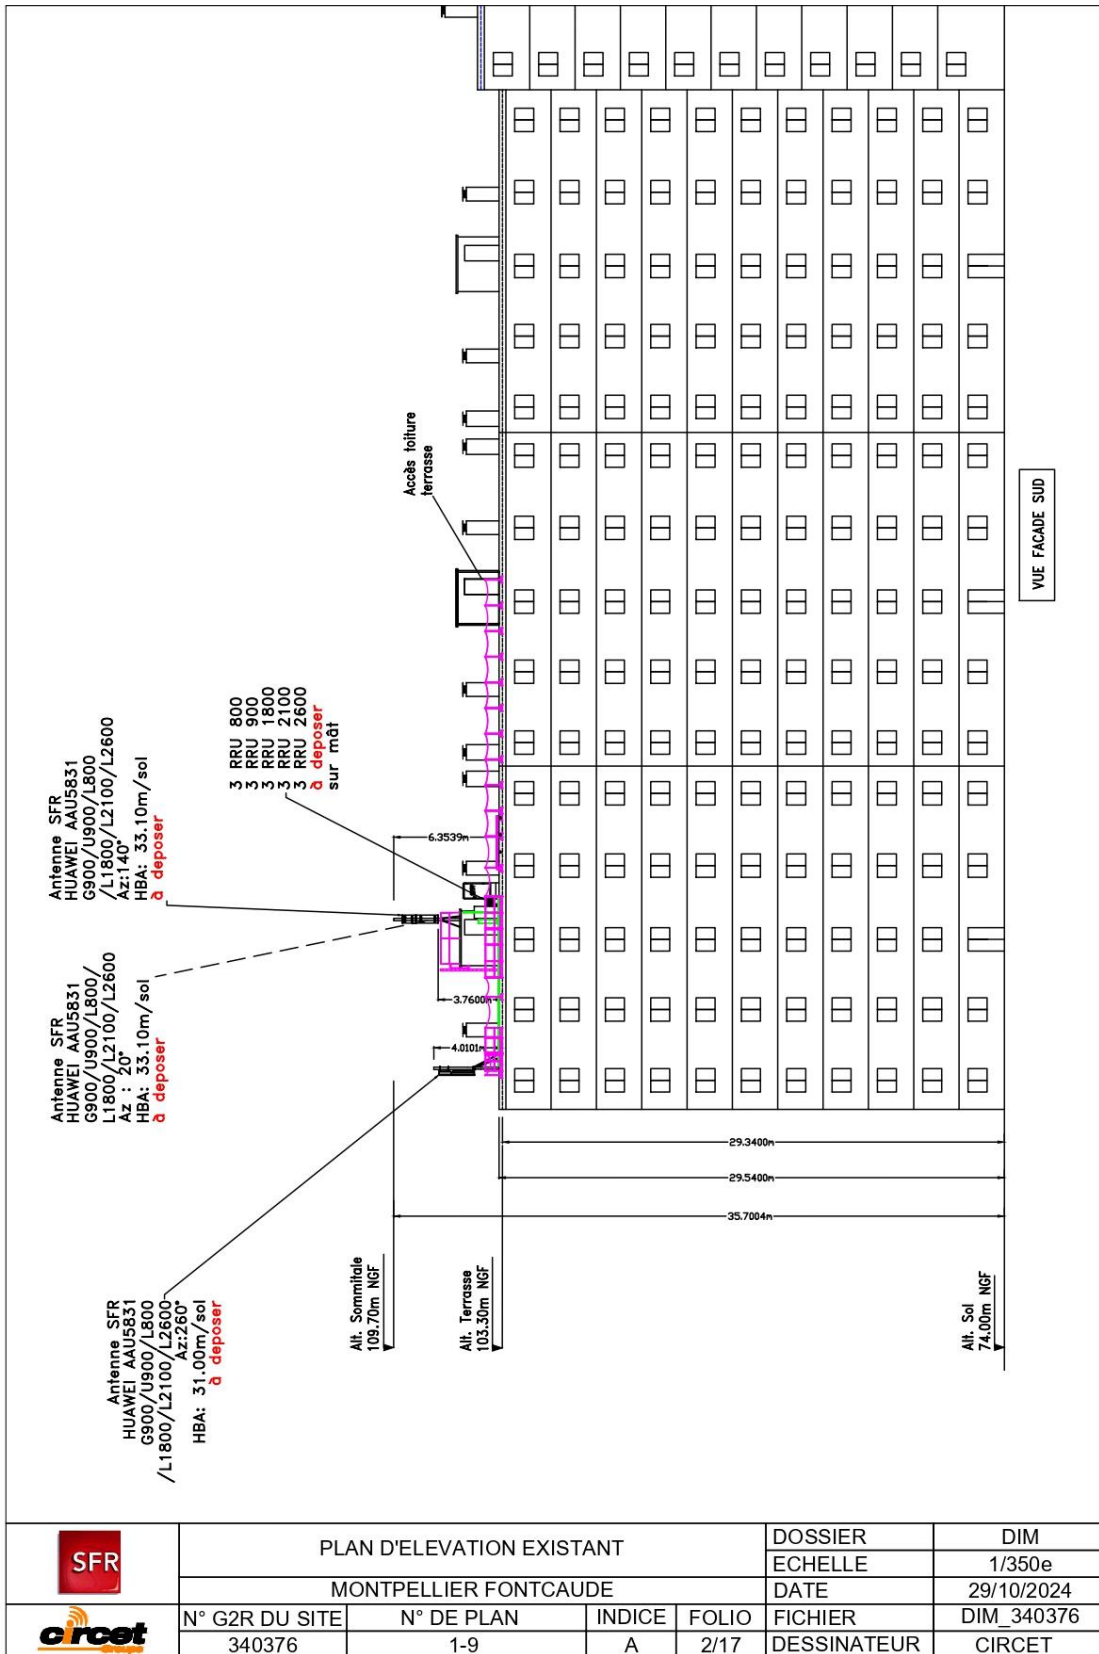 Antenne SFR
HUAWEI AAU5831
G900/U900/L800
/L1800/L2100/L2600
Az:260°
HBA: 31.00m/sol
à deposer
Antenne SFR
HUAWEI AAU5831
G900/U900/L800/
L1800/L2100/L2600
Az : 20°
HBA: 33.10m/sol
à deposer
Antenne SFR
HUAWEI AAU5831
G900/U900/L800
/L1800/L2100/L2600
Az:140°
HBA: 33.10m/sol
à deposer
3 RRU 800
3 RRU 900
3 RRU 1800
3 RRU 2100
3 RRU 2600
à deposer
sur mât
Accès toiture
terrasse
6.3539m
3.7600m
4.0101m
29.3400m
29.5400m
35.7004m
Alt. Sommitale
109.70m NGF
Alt. Terrasse
103.30m NGF
Alt. Sol
74.00m NGF
VUE FACADE SUD
SFR
PLAN D'ELEVATION EXISTANT
MONTPELLIER FONTCAUDE
DOSSIER
DIM
ECHELLE
1/350e
DATE
29/10/2024
circet
Groupe
N° G2R DU SITE
N° DE PLAN
INDICE
FOLIO
FICHIER
DIM_340376
340376
1-9
A
2/17
DESSINATEUR
CIRCET